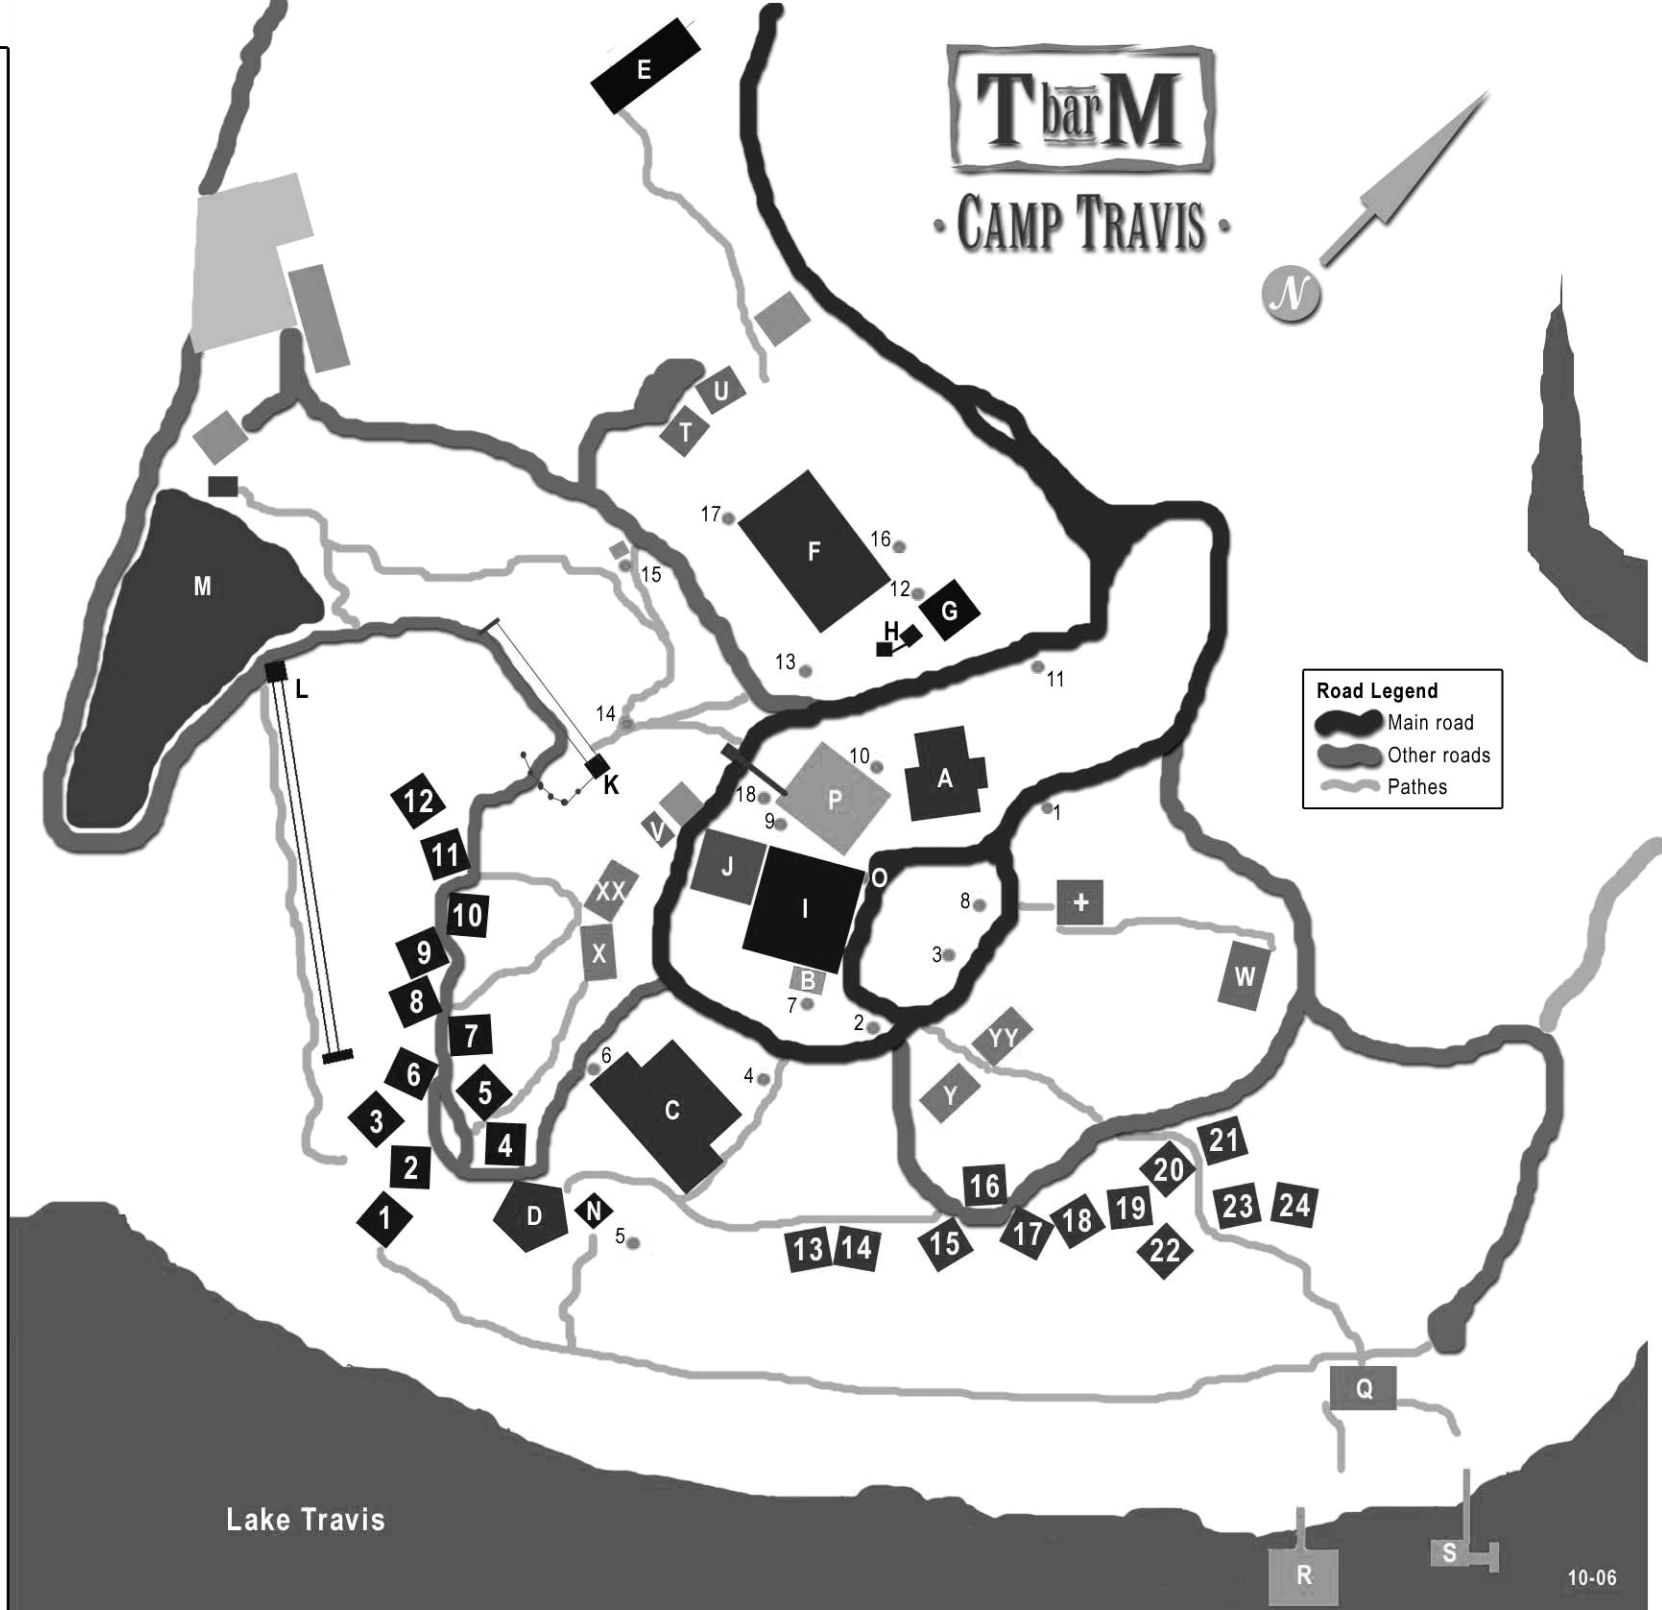 E
T bar M
· CAMP TRAVIS ·
N
U
T
17
F
16
15
12
G
M
H
13
11
L
14
Road Legend
Main road
Other roads
Pathes
10
A
K
P
18
12
9
V
1
11
J
O
XX
I
8
+
10
9
X
3
W
B
8
7
2
7
YY
6
6
4
5
Y
C
3
4
21
2
20
16
1
D
N
5
23
24
19
18
17
13
14
15
22
Q
Lake Travis
S
R
10-06